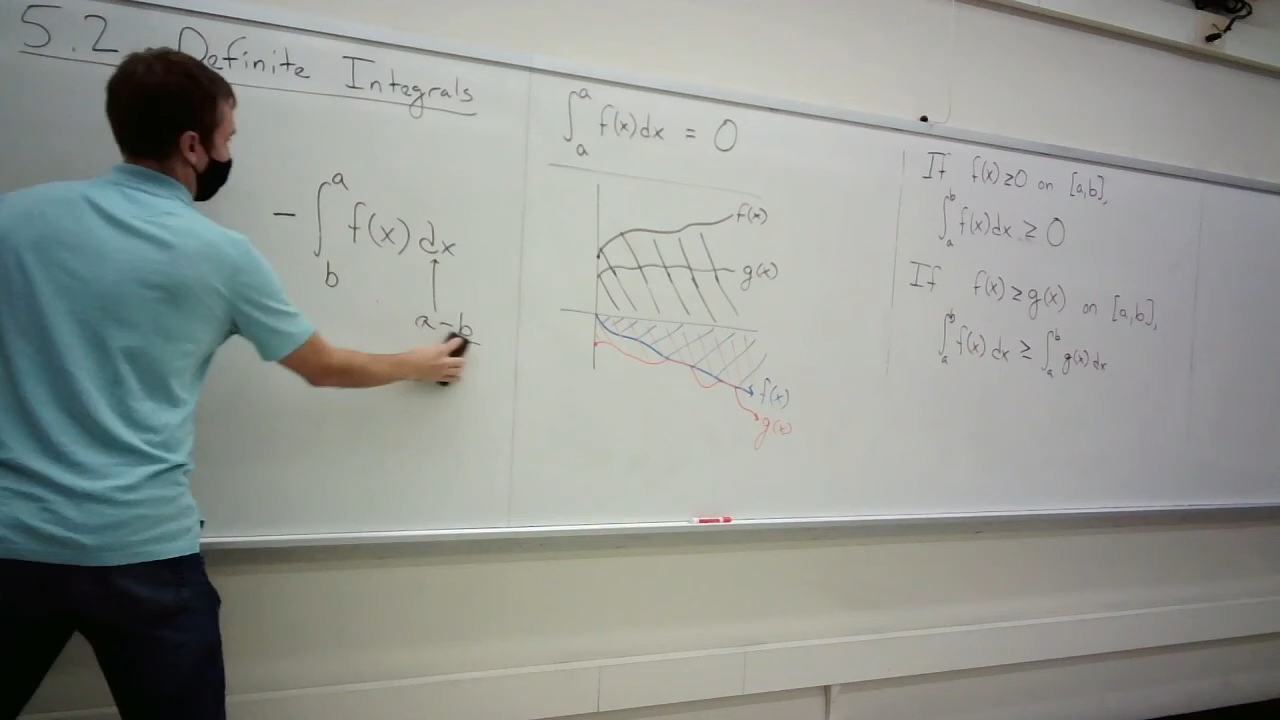 5.2 Definite Integrals
- ∫_b^a f(x) dx
a - b
∫_a^a f(x)dx = 0
f(x)
g(x)
f(x)
g(x)
If f(x) ≥ 0 on [a,b],
∫_a^b f(x)dx ≥ 0
If f(x) ≥ g(x) on [a,b],
∫_a^b f(x) dx ≥ ∫_a^b g(x) dx